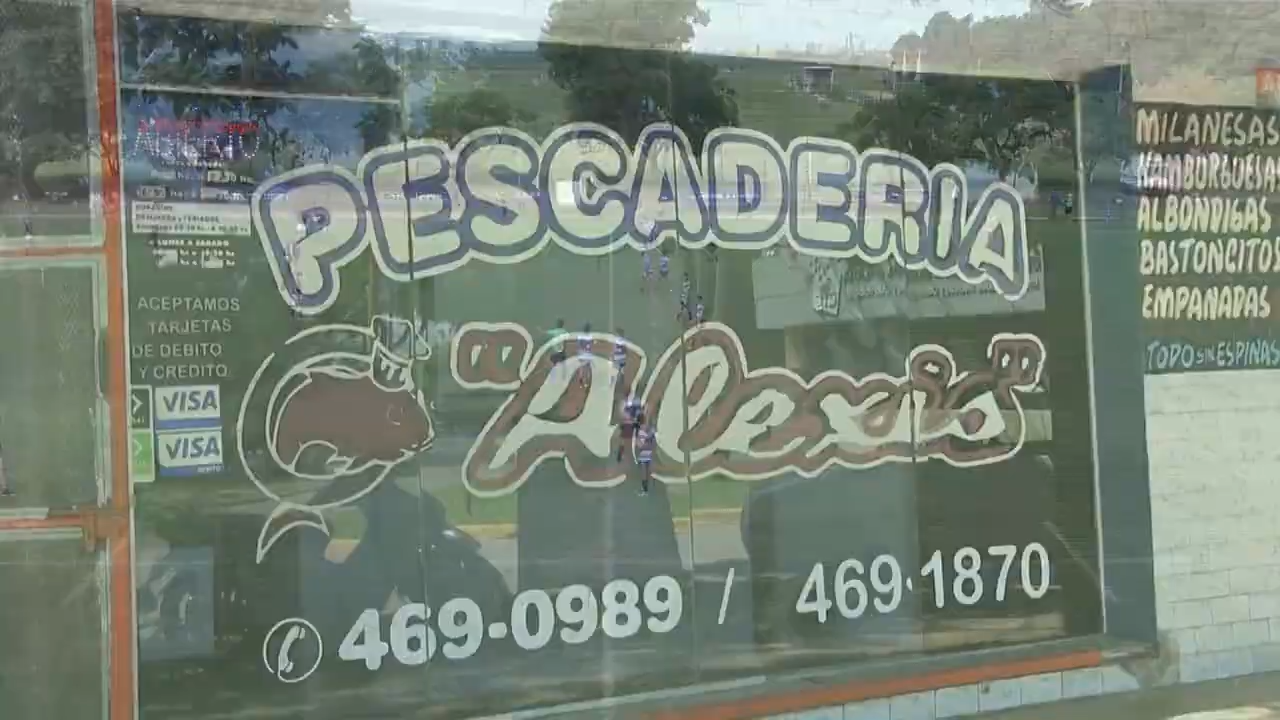 PESCADERIA
"Alexis"
469-0989 / 469-1870
ACEPTAMOS
TARJETAS
DE DEBITO
Y CREDITO
VISA
VISA
MILANESAS
HAMBURGUESAS
ALBONDIGAS
BASTONCITOS
EMPANADAS
TODO SIN ESPINAS